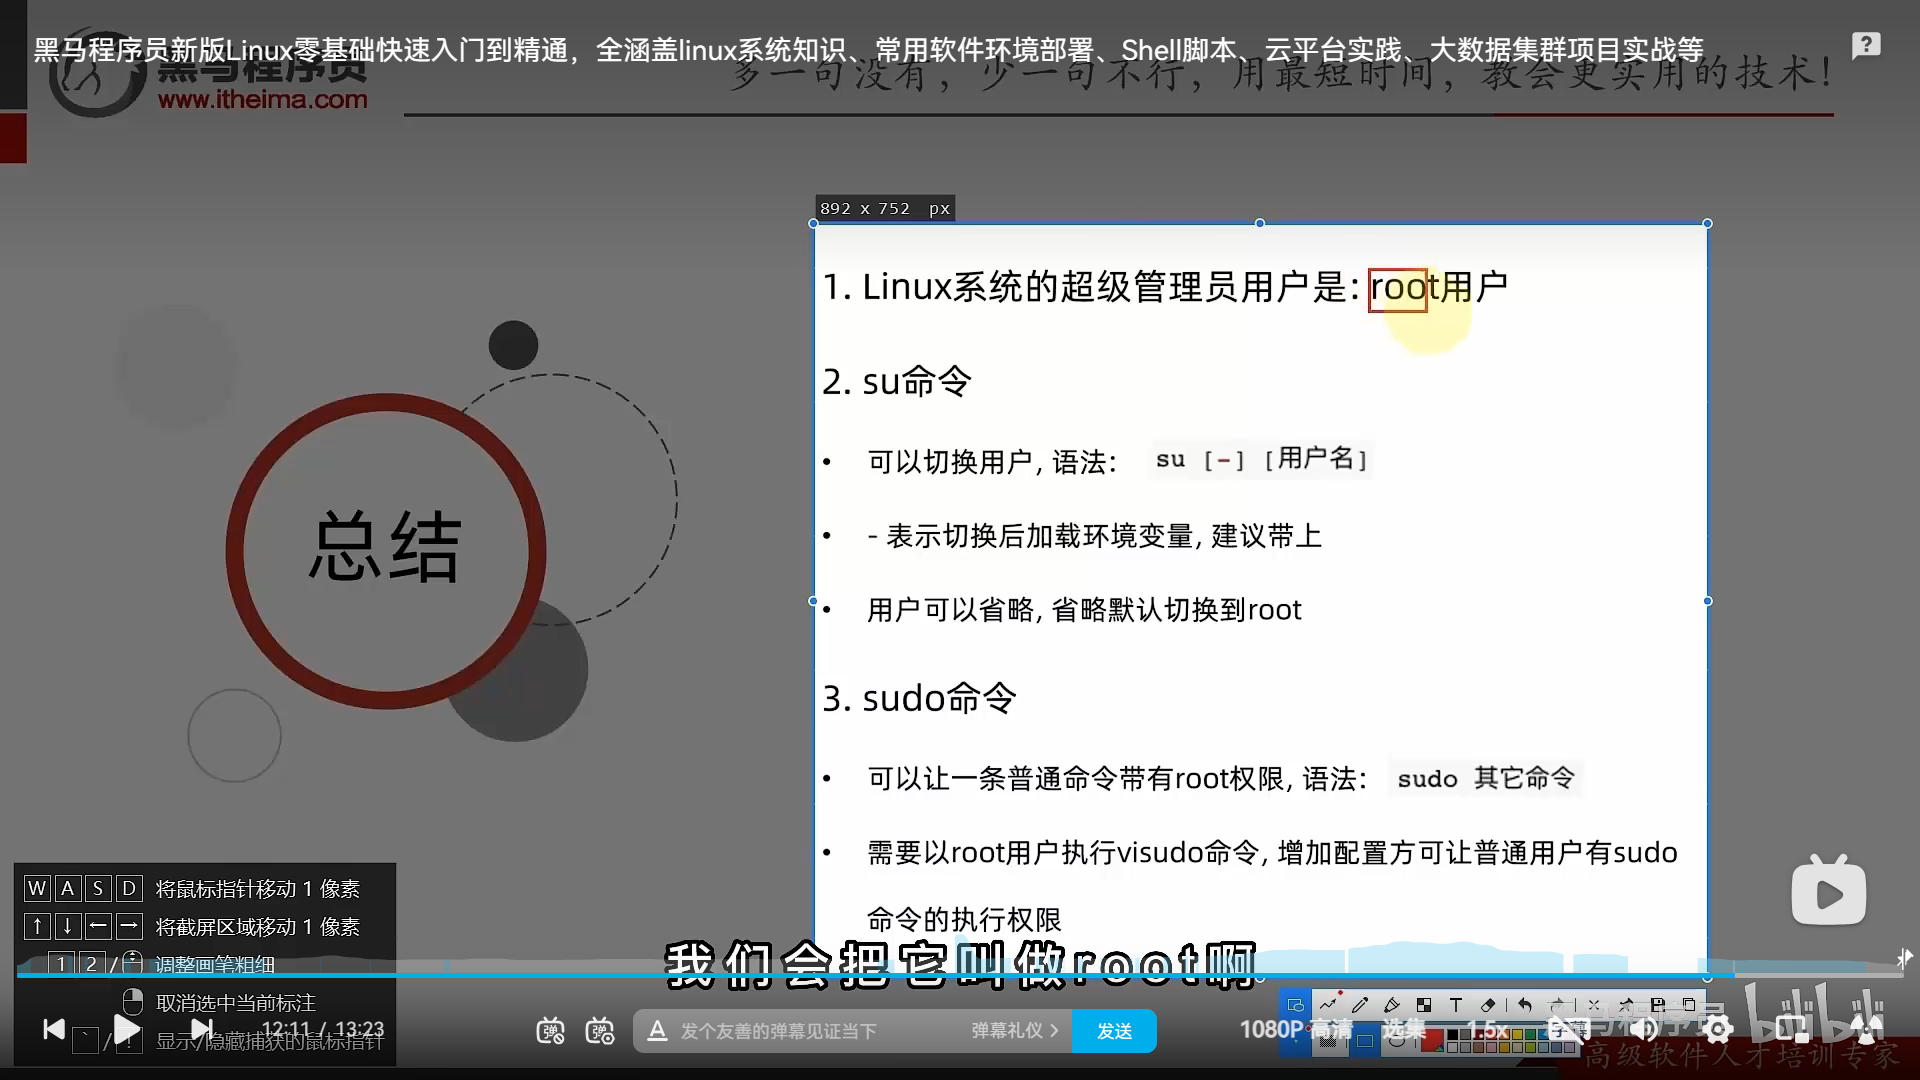 黑马程序员新版Linux零基础快速入门到精通，全涵盖linux系统知识、常用软件环境部署、Shell脚本、云平台实践、大数据集群项目实战等
黑马程序员
www.itheima.com
多一句没有，少一句不行，用最短时间，教会更实用的技术！
892 x 752 px
1. Linux系统的超级管理员用户是：root用户
2. su命令
• 可以切换用户，语法： su [-] [用户名]
• - 表示切换后加载环境变量，建议带上
• 用户可以省略，省略默认切换到root
3. sudo命令
• 可以让一条普通命令带有root权限，语法： sudo 其它命令
• 需要以root用户执行visudo命令，增加配置方可让普通用户有sudo
命令的执行权限
总结
W A S D 将鼠标指针移动 1 像素
↑ ↓ ← → 将截屏区域移动 1 像素
1 2 / 调整画笔粗细
取消选中当前标注
` / ! 显示/隐藏捕获的鼠标指针
我们会把它叫做root啊
12:11 / 13:23
发个友善的弹幕见证当下
弹幕礼仪 >
发送
1080P 高清
选集
1.5x
字幕
bilibili
高级软件人才培训专家